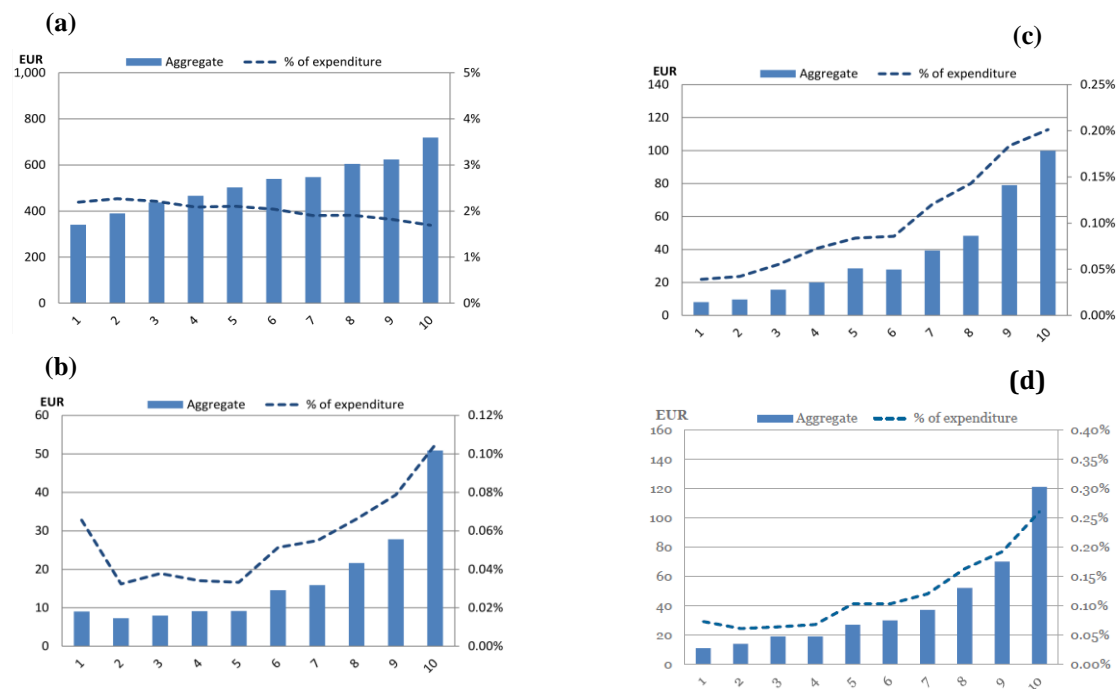 (a)
EUR
Aggregate
% of expenditure
1,000
800
600
400
200
0
5%
4%
3%
2%
1%
0%
1 2 3 4 5 6 7 8 9 10
(c)
EUR
Aggregate
% of expenditure
140
120
100
80
60
40
20
0
0.25%
0.20%
0.15%
0.10%
0.05%
0.00%
1 2 3 4 5 6 7 8 9 10
(b)
EUR
Aggregate
% of expenditure
60
50
40
30
20
10
0
0.12%
0.10%
0.08%
0.06%
0.04%
0.02%
0.00%
1 2 3 4 5 6 7 8 9 10
(d)
EUR
Aggregate
% of expenditure
160
140
120
100
80
60
40
20
0
0.40%
0.35%
0.30%
0.25%
0.20%
0.15%
0.10%
0.05%
0.00%
1 2 3 4 5 6 7 8 9 10